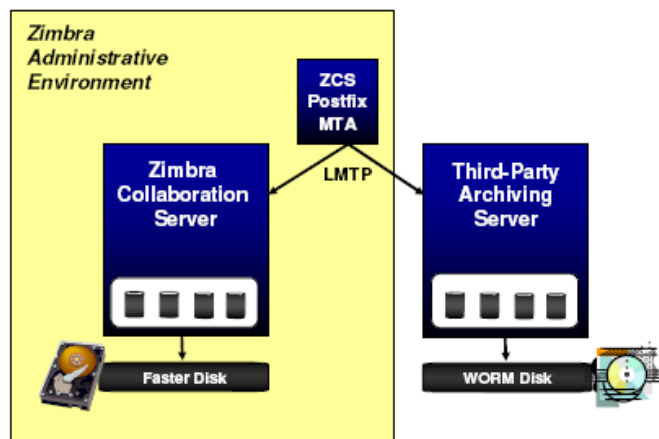 Zimbra
Administrative
Environment
ZCS
Postfix
MTA
LMTP
Zimbra
Collaboration
Server
Third-Party
Archiving
Server
Faster Disk
WORM Disk